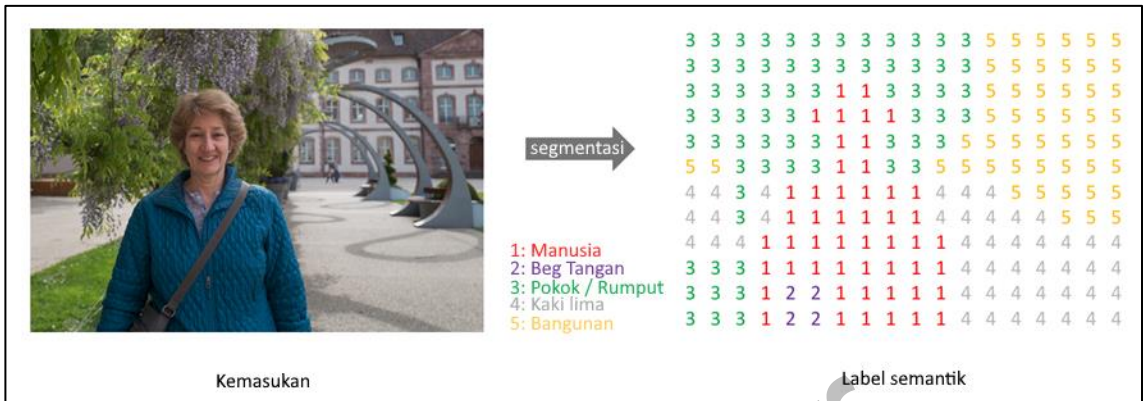 3 3 3 3 3 3 3 3 3 3 3 3 5 5 5 5 5 5
3 3 3 3 3 3 3 3 3 3 3 3 5 5 5 5 5 5
3 3 3 3 3 3 1 1 3 3 3 3 5 5 5 5 5 5
3 3 3 3 3 1 1 1 1 3 3 3 5 5 5 5 5 5
3 3 3 3 3 3 1 1 3 3 3 5 5 5 5 5 5 5
5 5 3 3 3 3 1 1 3 3 5 5 5 5 5 5 5 5
4 4 3 4 1 1 1 1 1 1 4 4 4 5 5 5 5 5
4 4 3 4 1 1 1 1 1 1 4 4 4 4 4 5 5 5
4 4 4 1 1 1 1 1 1 1 1 4 4 4 4 4 4 4
3 3 3 1 1 1 1 1 1 1 1 4 4 4 4 4 4 4
3 3 3 1 2 2 1 1 1 1 1 4 4 4 4 4 4 4
3 3 3 1 2 2 1 1 1 1 1 4 4 4 4 4 4 4
segmentasi
1: Manusia
2: Beg Tangan
3: Pokok / Rumput
4: Kaki lima
5: Bangunan
Kemasukan
Label semantik